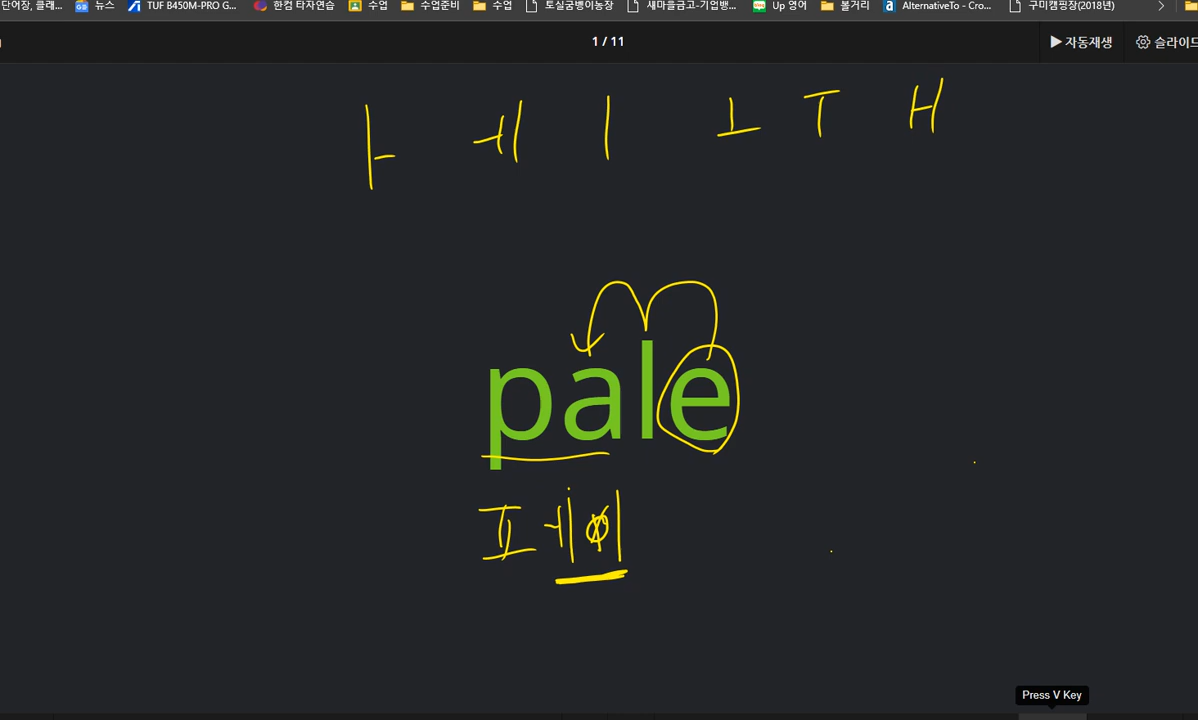 단어장, 클래... 뉴스 TUF B450M-PRO G... 한컴 타자연습 수업 수업준비 수업 토실굼벵이농장 새마을금고-기업뱅... Up 영어 볼거리 AlternativeTo - Cro... 구미캠핑장(2018년)
1 / 11 자동재생 슬라이드
ㅏ ㅔ ㅣ ㅗ ㅜ ㅐ
pale
페이
Press V Key